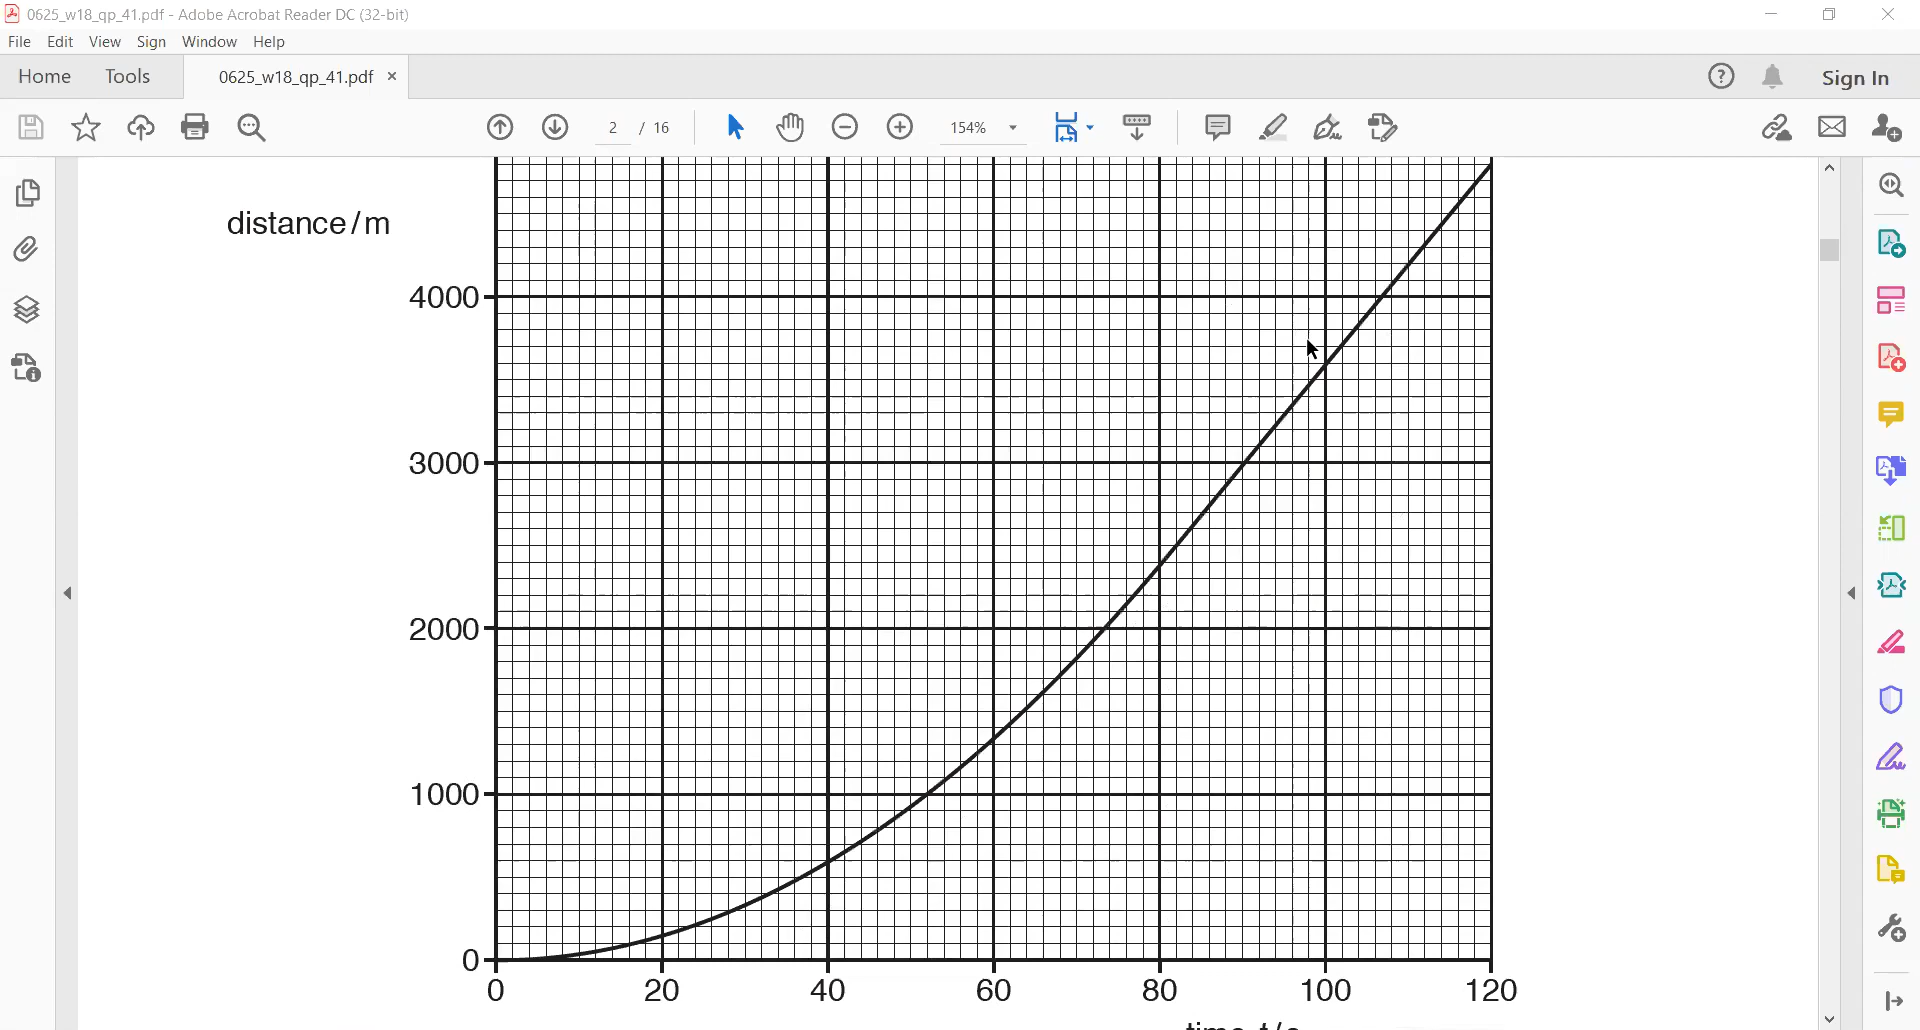 0625_w18_qp_41.pdf - Adobe Acrobat Reader DC (32-bit)
File Edit View Sign Window Help
Home Tools 0625_w18_qp_41.pdf × Sign In
2 / 16 154%
distance / m
4000
3000
2000
1000
0
0 20 40 60 80 100 120
time t / s